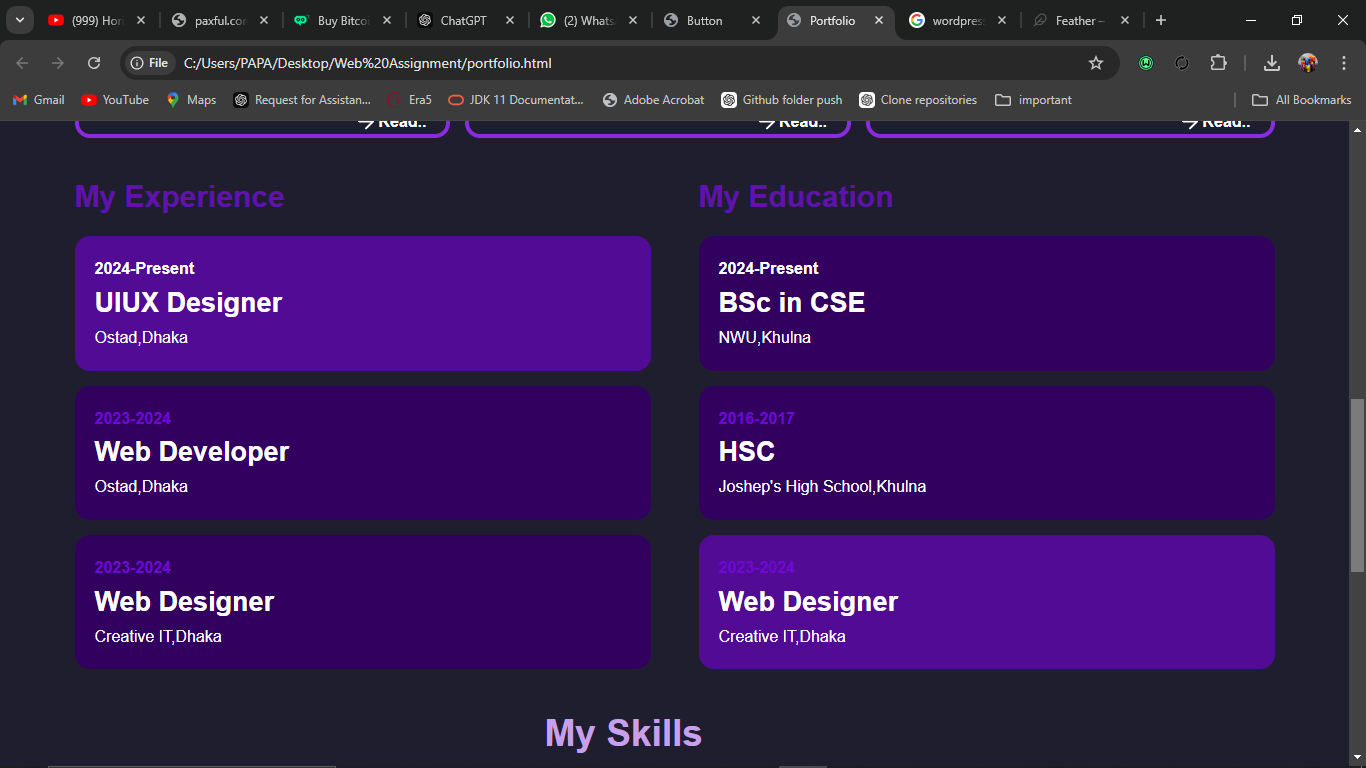 (999) Hor
paxful.co
Buy Bitco
ChatGPT
(2) Whats
Button
Portfolio
wordpress
Feather –
File
C:/Users/PAPA/Desktop/Web%20Assignment/portfolio.html
Gmail
YouTube
Maps
Request for Assistan...
Era5
JDK 11 Documentat...
Adobe Acrobat
Github folder push
Clone repositories
important
All Bookmarks
Read..
Read..
Read..
My Experience
2024-Present
UIUX Designer
Ostad,Dhaka
2023-2024
Web Developer
Ostad,Dhaka
2023-2024
Web Designer
Creative IT,Dhaka
My Education
2024-Present
BSc in CSE
NWU,Khulna
2016-2017
HSC
Joshep's High School,Khulna
2023-2024
Web Designer
Creative IT,Dhaka
My Skills